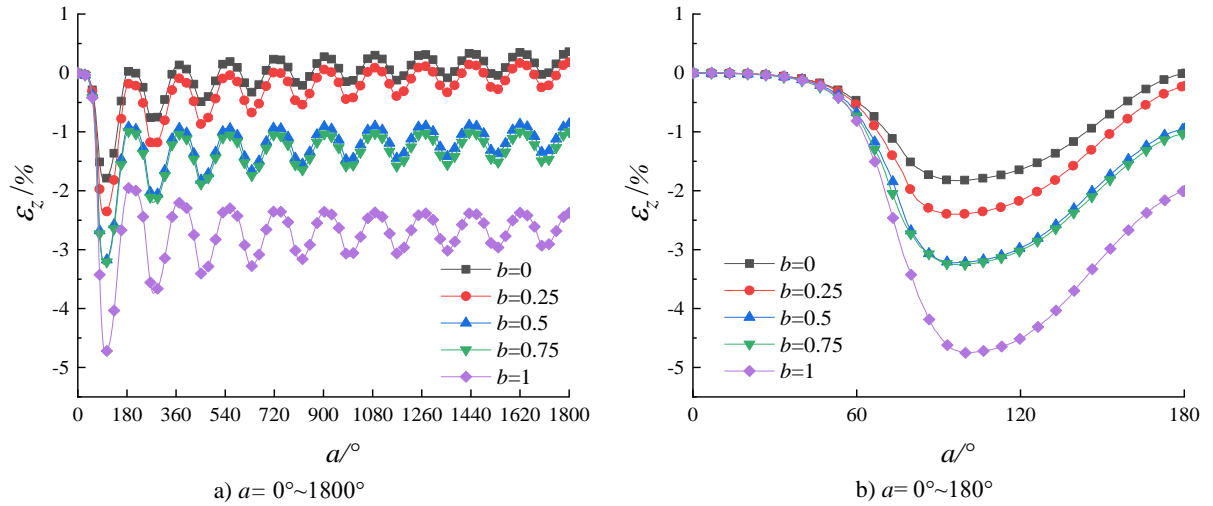 1
0
-1
-2
-3
-4
-5
ε_z/%
b=0
b=0.25
b=0.5
b=0.75
b=1
0 180 360 540 720 900 1080 1260 1440 1620 1800
a/°
a) a= 0°~1800°
1
0
-1
-2
-3
-4
-5
ε_z/%
b=0
b=0.25
b=0.5
b=0.75
b=1
0 60 120 180
a/°
b) a= 0°~180°